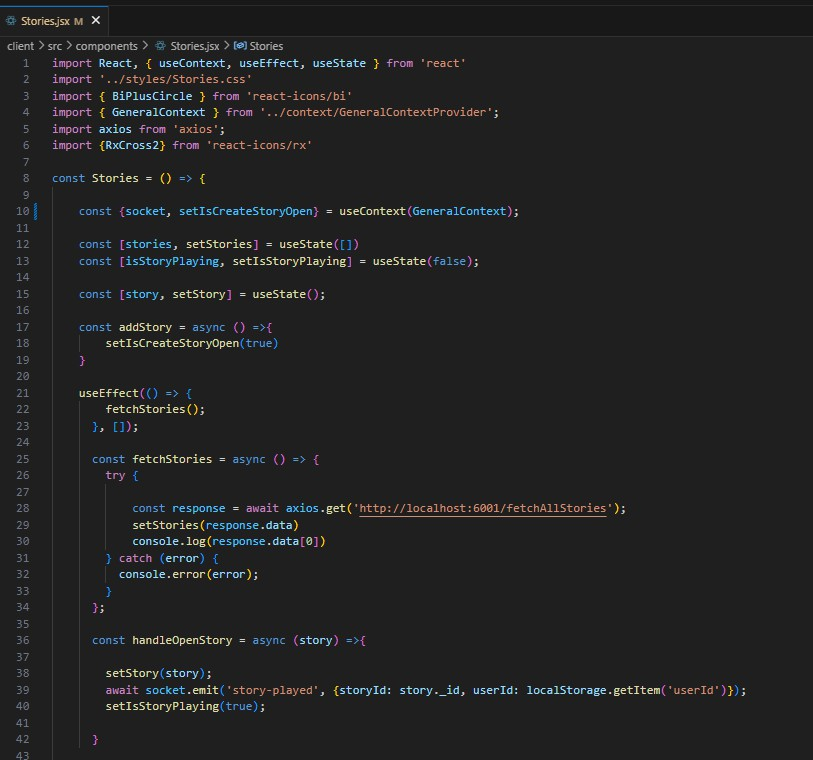 Stories.jsx M ×
client > src > components > Stories.jsx > Stories
1 import React, { useContext, useEffect, useState } from 'react'
2 import '../styles/Stories.css'
3 import { BiPlusCircle } from 'react-icons/bi'
4 import { GeneralContext } from '../context/GeneralContextProvider';
5 import axios from 'axios';
6 import {RxCross2} from 'react-icons/rx'
7
8 const Stories = () => {
9
10 const {socket, setIsCreateStoryOpen} = useContext(GeneralContext);
11
12 const [stories, setStories] = useState([])
13 const [isStoryPlaying, setIsStoryPlaying] = useState(false);
14
15 const [story, setStory] = useState();
16
17 const addStory = async () =>{
18 setIsCreateStoryOpen(true)
19 }
20
21 useEffect(() => {
22 fetchStories();
23 }, []);
24
25 const fetchStories = async () => {
26 try {
27
28 const response = await axios.get('http://localhost:6001/fetchAllStories');
29 setStories(response.data)
30 console.log(response.data[0])
31 } catch (error) {
32 console.error(error);
33 }
34 };
35
36 const handleOpenStory = async (story) =>{
37
38 setStory(story);
39 await socket.emit('story-played', {storyId: story._id, userId: localStorage.getItem('userId')});
40 setIsStoryPlaying(true);
41
42 }
43